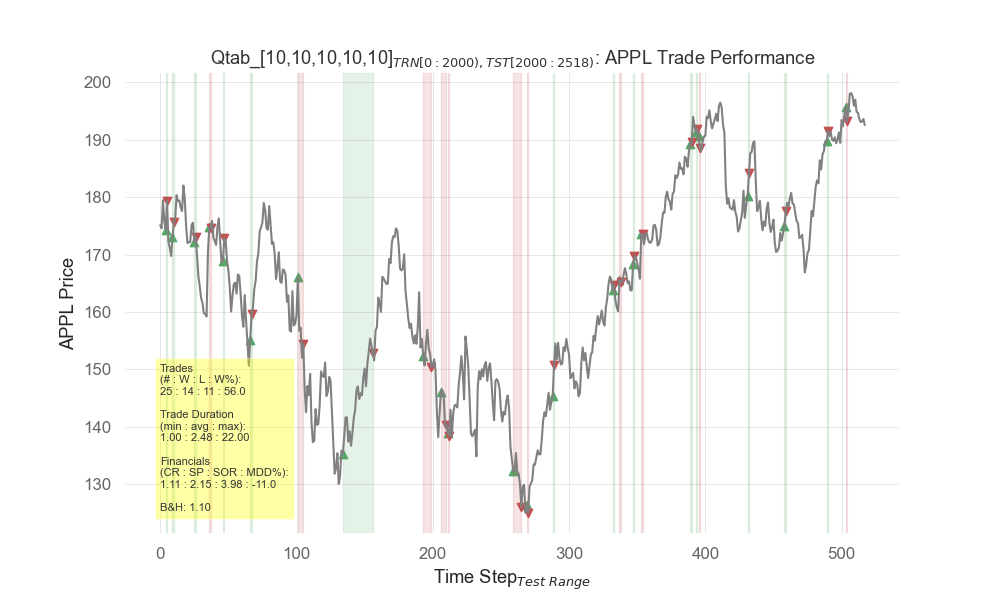 Qtab_[10,10,10,10,10]TRN[0 : 2000), TST[2000 : 2518): APPL Trade Performance
200
190
180
170
160
150
140
130
APPL Price
Trades
(# : W : L : W%):
25 : 14 : 11 : 56.0
Trade Duration
(min : avg : max):
1.00 : 2.48 : 22.00
Financials
(CR : SP : SOR : MDD%):
1.11 : 2.15 : 3.98 : -11.0
B&H: 1.10
0 100 200 300 400 500
Time StepTest Range